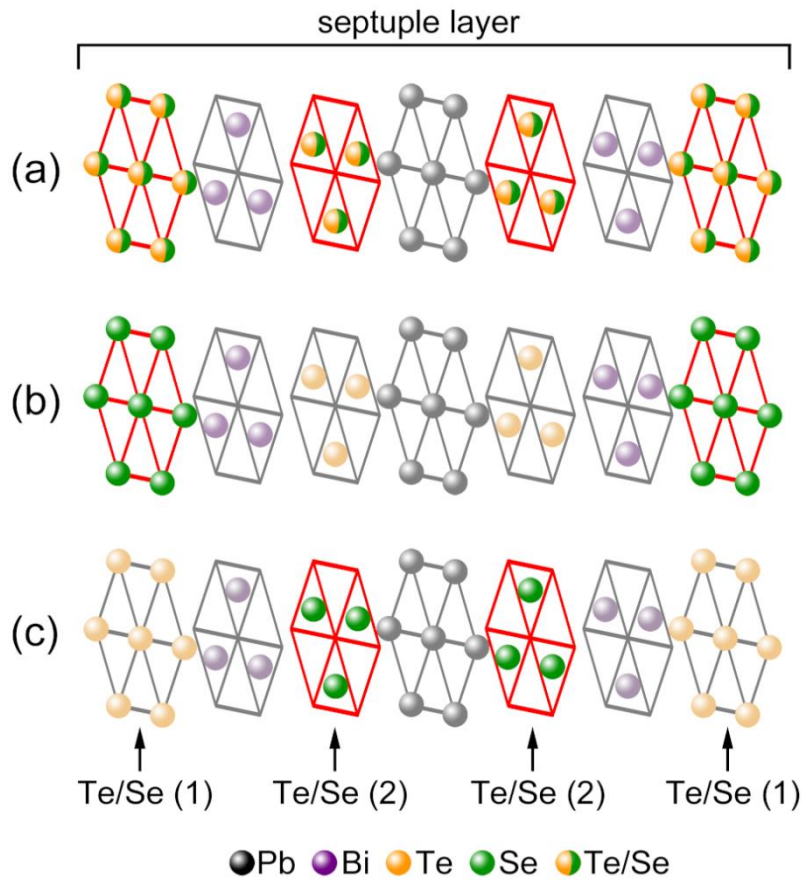 septuple layer
(a)
(b)
(c)
Te/Se (1) Te/Se (2) Te/Se (2) Te/Se (1)
Pb Bi Te Se Te/Se